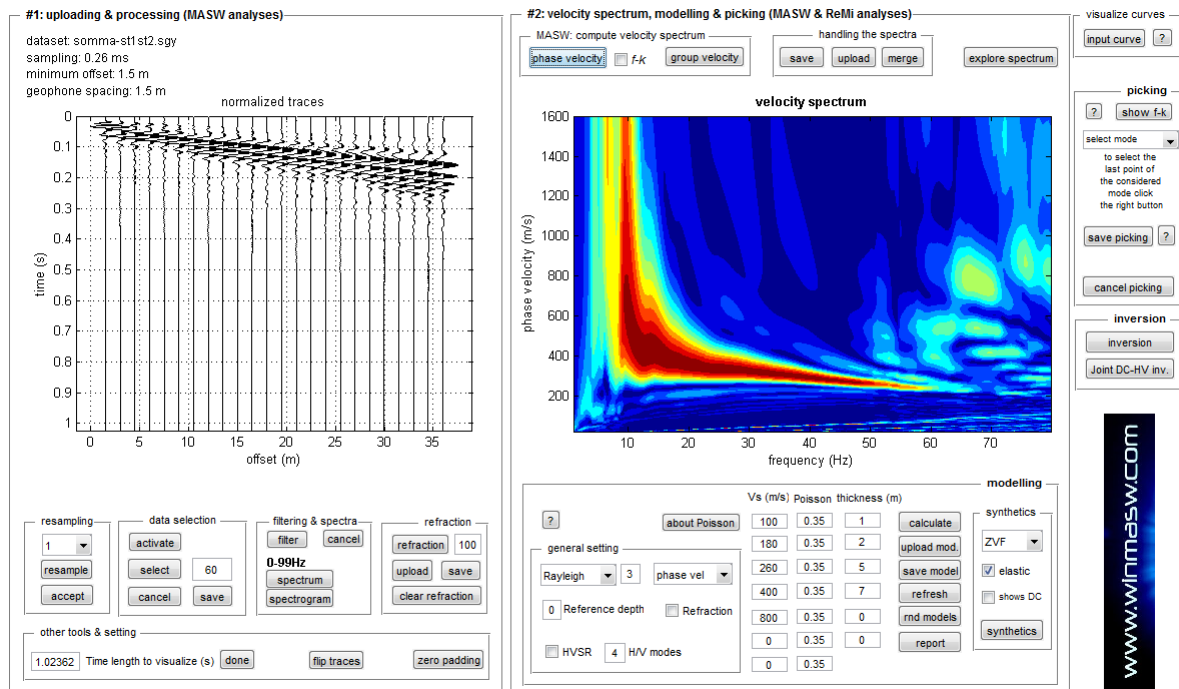 #1: uploading & processing (MASW analyses)
dataset: somma-st1st2.sgy
sampling: 0.26 ms
minimum offset: 1.5 m
geophone spacing: 1.5 m
normalized traces
0
0.1
0.2
0.3
0.4
0.5
0.6
0.7
0.8
0.9
1
time (s)
0 5 10 15 20 25 30 35
offset (m)
resampling
1
resample
accept
data selection
activate
select 60
cancel save
filtering & spectra
filter cancel
0-99Hz
spectrum
spectrogram
refraction
refraction 100
upload save
clear refraction
other tools & setting
1.02362 Time length to visualize (s) done flip traces zero padding
#2: velocity spectrum, modelling & picking (MASW & ReMi analyses)
MASW: compute velocity spectrum
phase velocity f-k group velocity
handling the spectra
save upload merge
explore spectrum
velocity spectrum
1600
1400
1200
1000
800
600
400
200
phase velocity (m/s)
10 20 30 40 50 60 70
frequency (Hz)
modelling
? about Poisson
Vs (m/s) Poisson thickness (m)
100 0.35 1
180 0.35 2
260 0.35 5
400 0.35 7
800 0.35 0
0 0.35 0
0 0.35
general setting
Rayleigh 3 phase vel
0 Reference depth Refraction
HVSR 4 H/V modes
calculate
upload mod.
save model
refresh
rnd models
report
synthetics
ZVF
elastic
shows DC
synthetics
visualize curves
input curve ?
picking
? show f-k
select mode
to select the
last point of
the considered
mode click
the right button
save picking ?
cancel picking
inversion
inversion
Joint DC-HV inv.
www.winmasw.com